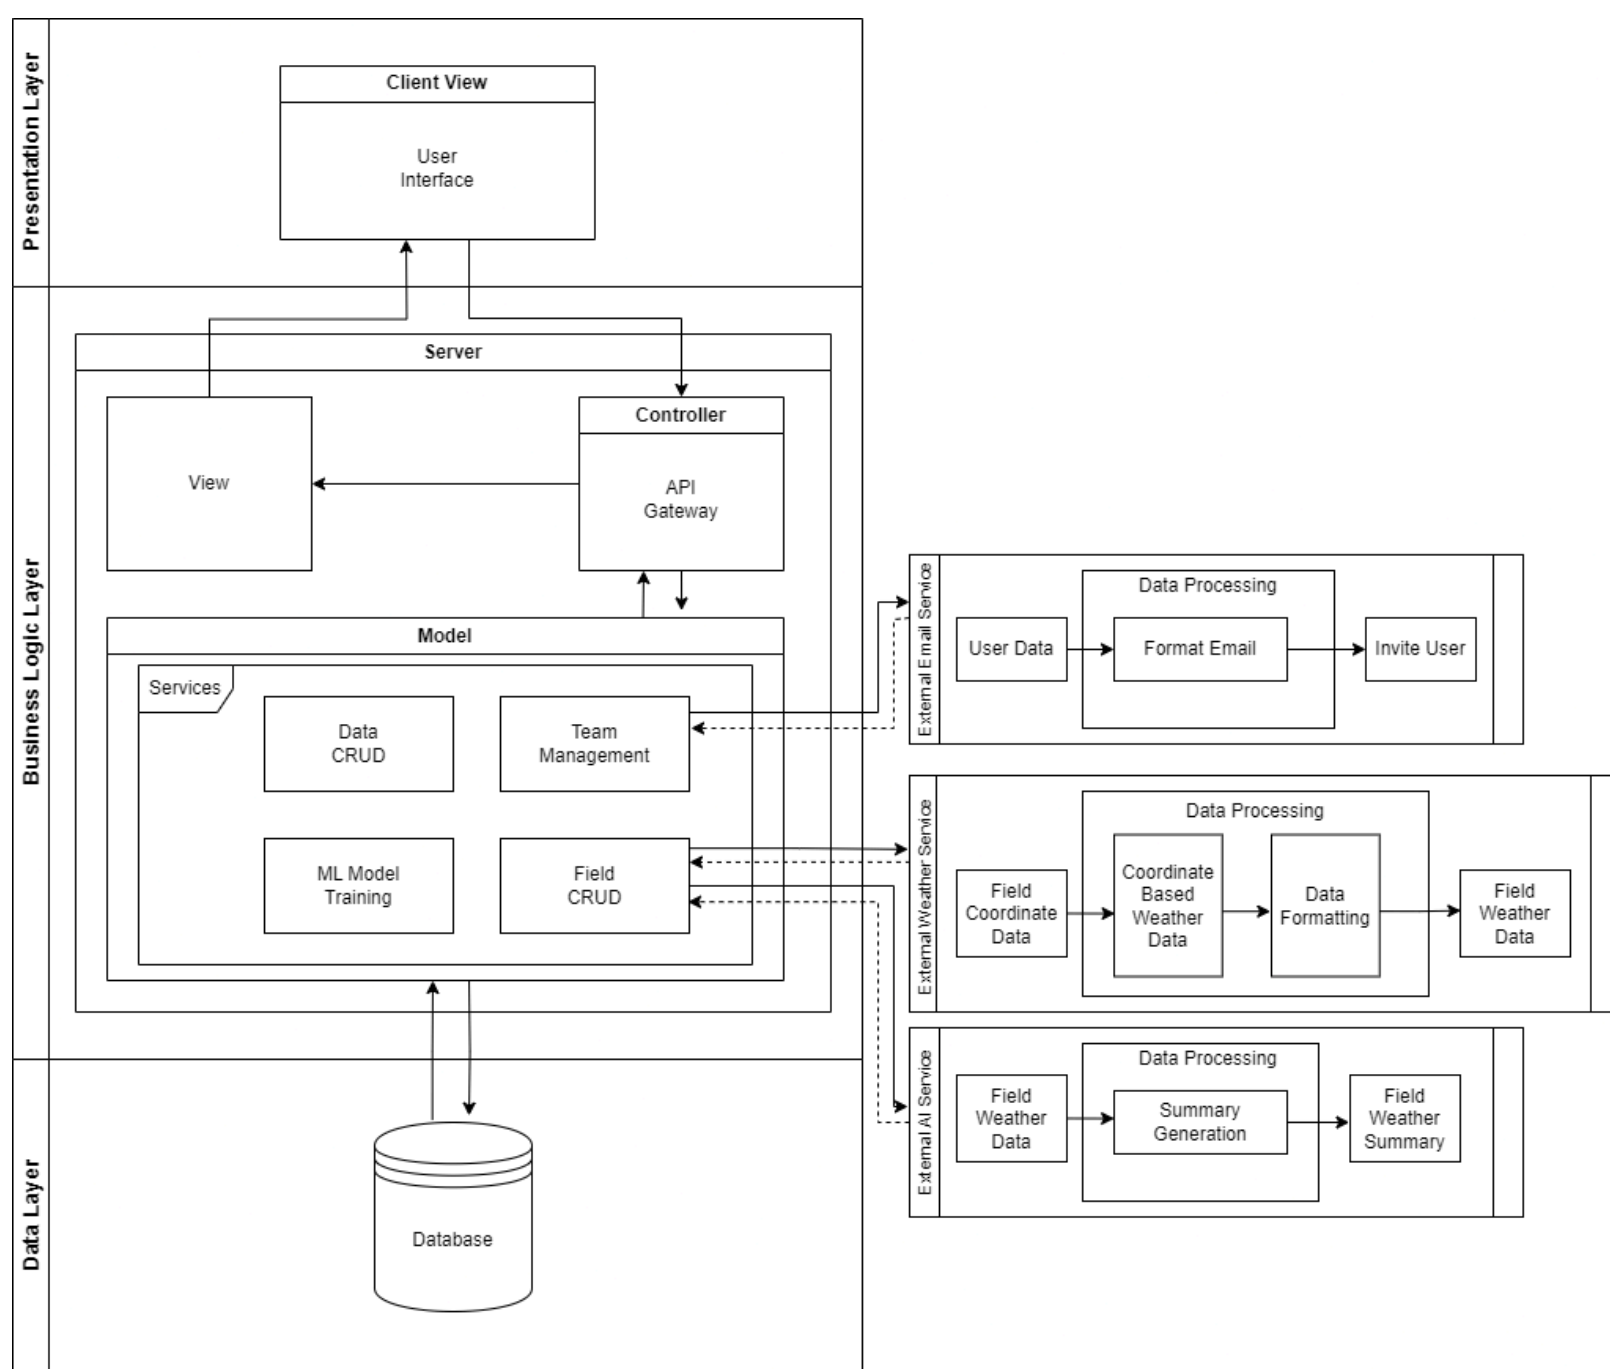 Presentation Layer
Client View
User
Interface
Business Logic Layer
Server
View
Controller
API
Gateway
Model
Services
Data
CRUD
Team
Management
ML Model
Training
Field
CRUD
External Email Service
Data Processing
User Data
Format Email
Invite User
External Weather Service
Data Processing
Field
Coordinate
Data
Coordinate
Based
Weather
Data
Data
Formatting
Field
Weather
Data
External AI Service
Data Processing
Field
Weather
Data
Summary
Generation
Field
Weather
Summary
Data Layer
Database